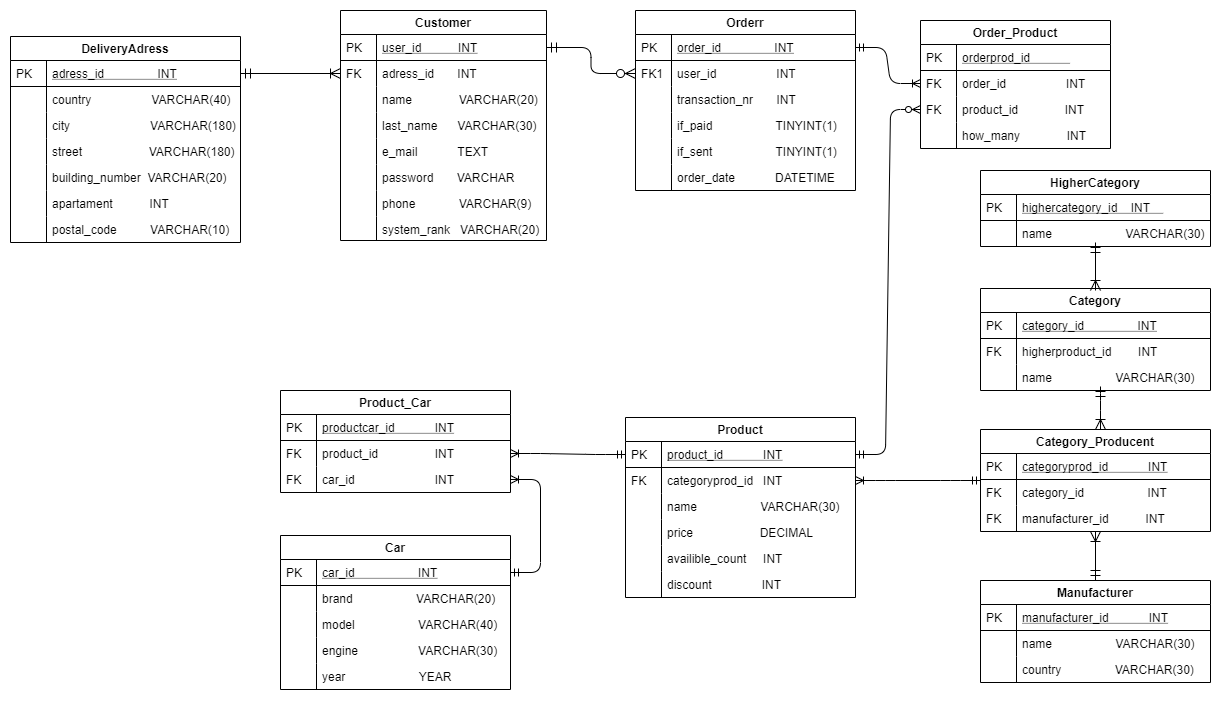 DeliveryAdress
PK adress_id INT
country VARCHAR(40)
city VARCHAR(180)
street VARCHAR(180)
building_number VARCHAR(20)
apartament INT
postal_code VARCHAR(10)
Customer
PK user_id INT
FK adress_id INT
name VARCHAR(20)
last_name VARCHAR(30)
e_mail TEXT
password VARCHAR
phone VARCHAR(9)
system_rank VARCHAR(20)
Orderr
PK order_id INT
FK1 user_id INT
transaction_nr INT
if_paid TINYINT(1)
if_sent TINYINT(1)
order_date DATETIME
Order_Product
PK orderprod_id
FK order_id INT
FK product_id INT
how_many INT
HigherCategory
PK highercategory_id INT
name VARCHAR(30)
Category
PK category_id INT
FK higherproduct_id INT
name VARCHAR(30)
Product_Car
PK productcar_id INT
FK product_id INT
FK car_id INT
Product
PK product_id INT
FK categoryprod_id INT
name VARCHAR(30)
price DECIMAL
availible_count INT
discount INT
Category_Producent
PK categoryprod_id INT
FK category_id INT
FK manufacturer_id INT
Car
PK car_id INT
brand VARCHAR(20)
model VARCHAR(40)
engine VARCHAR(30)
year YEAR
Manufacturer
PK manufacturer_id INT
name VARCHAR(30)
country VARCHAR(30)